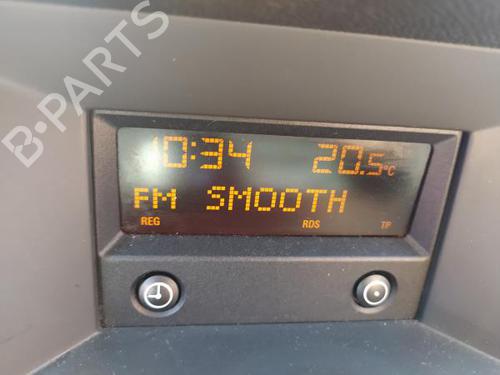 B-PARTS
10:34 20.5°C
FM SMOOTH
REG RDS TP